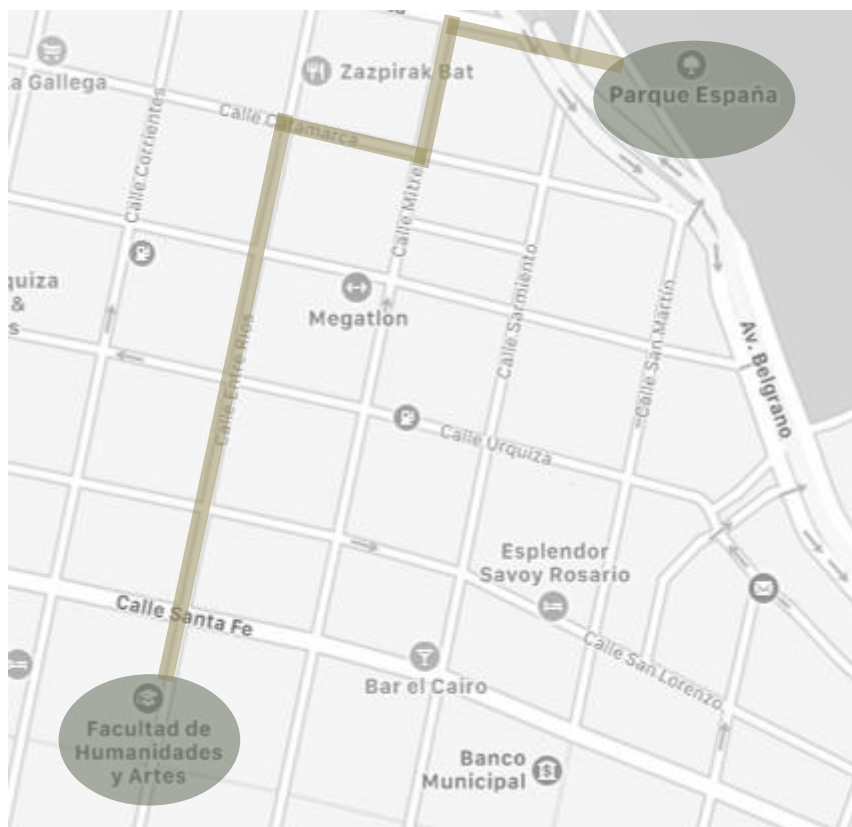 Zazpirak Bat
La Gallega
Parque España
Calle Corrientes
Calle Catamarca
Calle Mitre
quiza
&
s
Megatlon
Calle Sarmiento
Calle San Martín
Av. Belgrano
Calle Entre Ríos
Calle Urquiza
Esplendor
Savoy Rosario
Calle Santa Fe
Calle San Lorenzo
Bar el Cairo
Facultad de
Humanidades
y Artes
Banco
Municipal
$